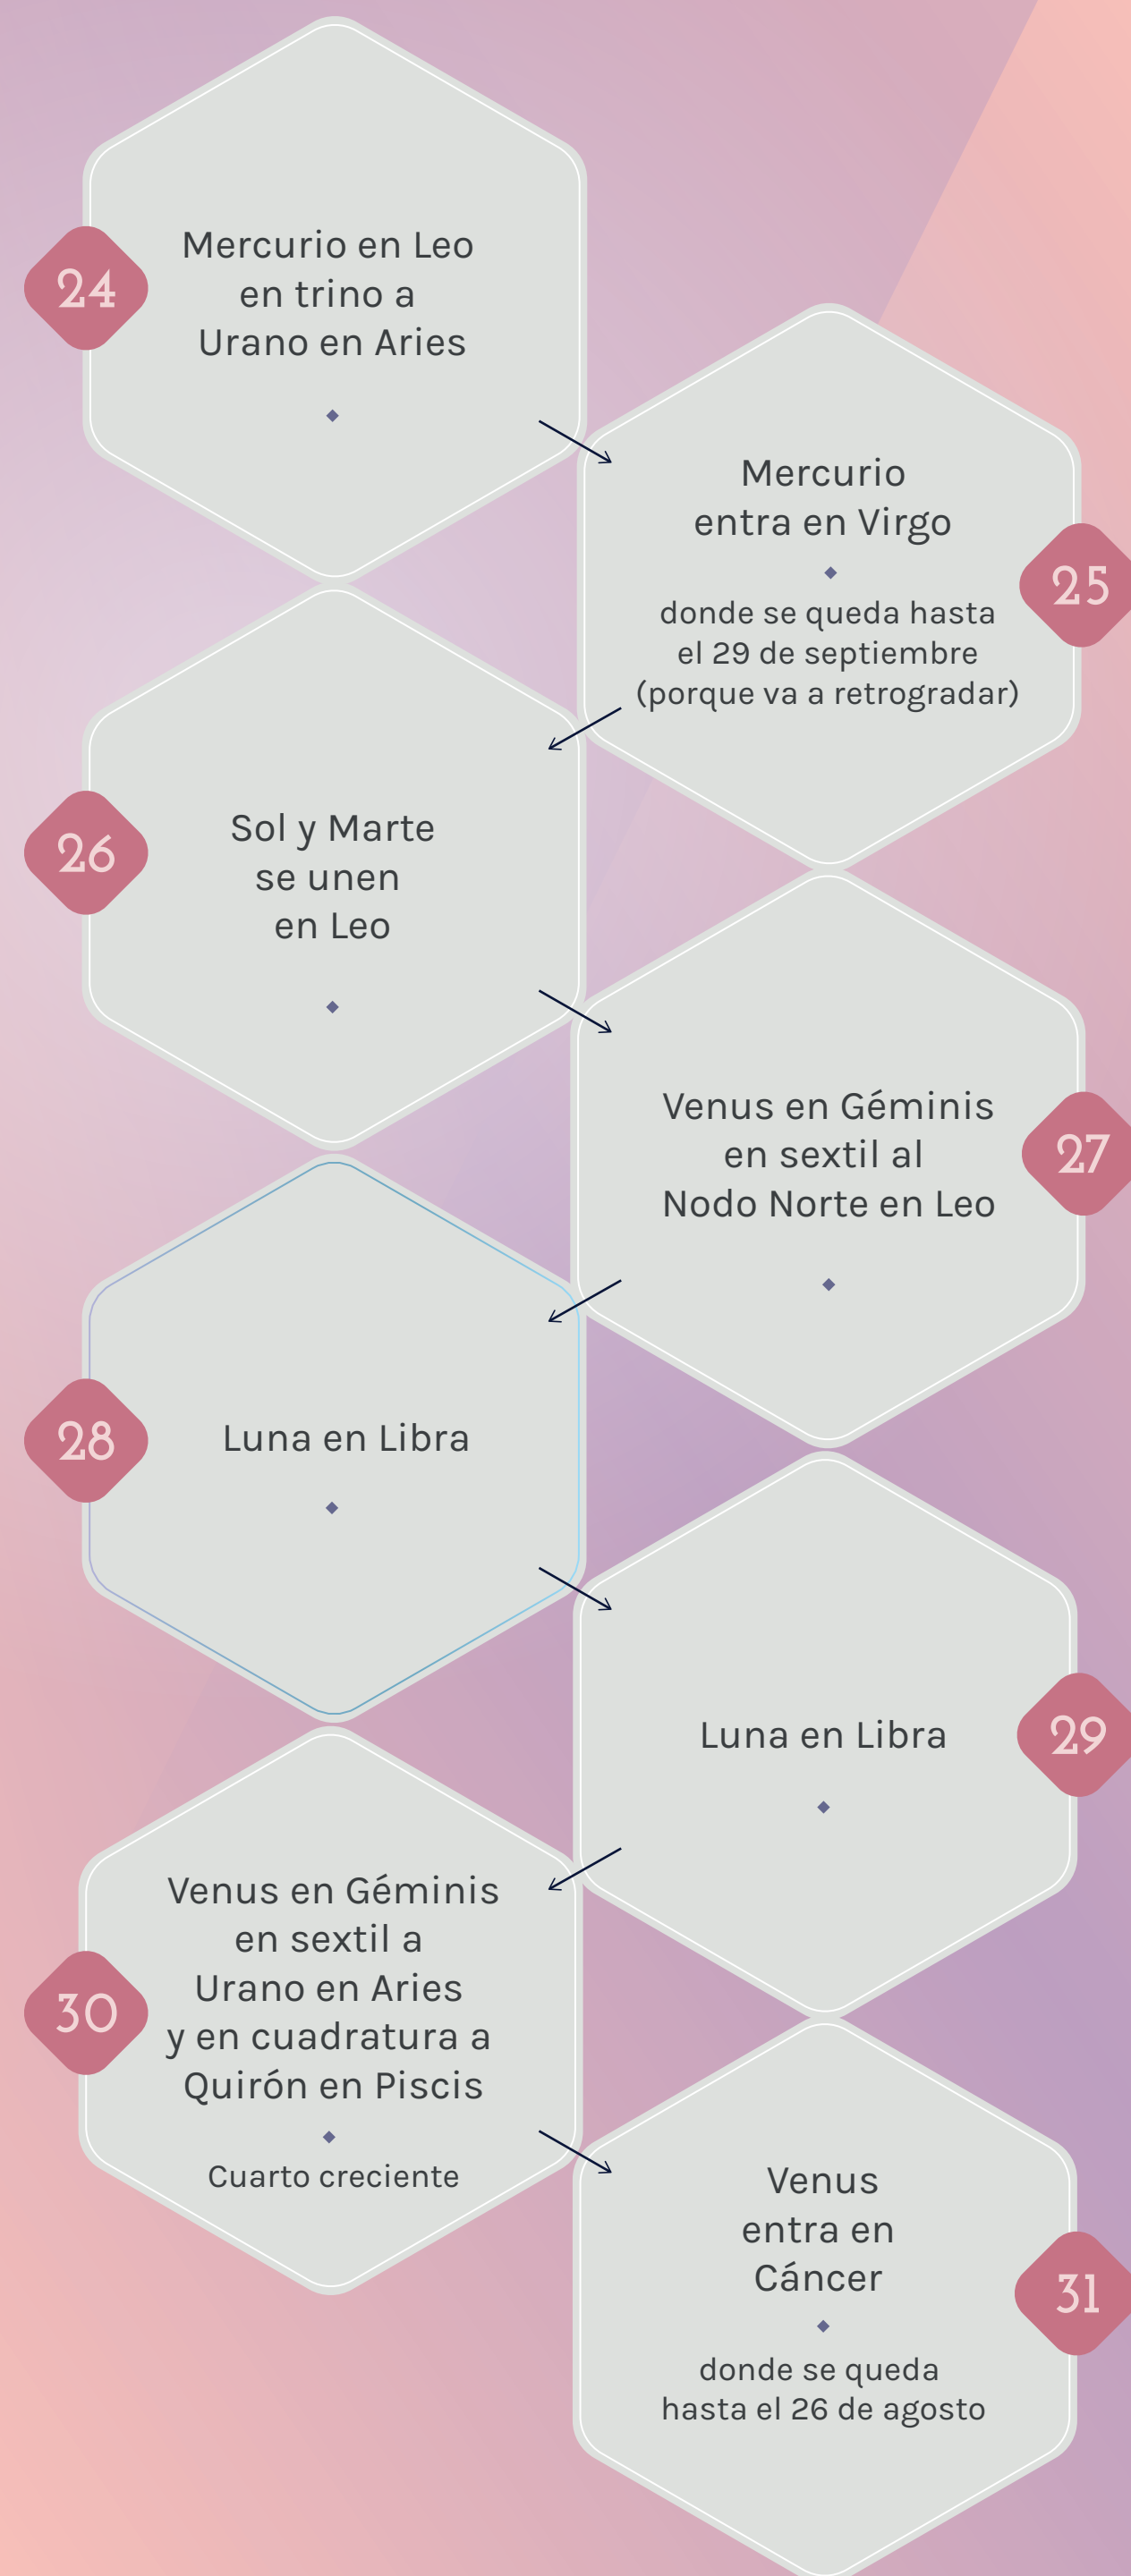 24
Mercurio en Leo
en trino a
Urano en Aries
25
Mercurio
entra en Virgo
donde se queda hasta
el 29 de septiembre
(porque va a retrogradar)
26
Sol y Marte
se unen
en Leo
27
Venus en Géminis
en sextil al
Nodo Norte en Leo
28
Luna en Libra
29
Luna en Libra
30
Venus en Géminis
en sextil a
Urano en Aries
y en cuadratura a
Quirón en Piscis
Cuarto creciente
31
Venus
entra en
Cáncer
donde se queda
hasta el 26 de agosto